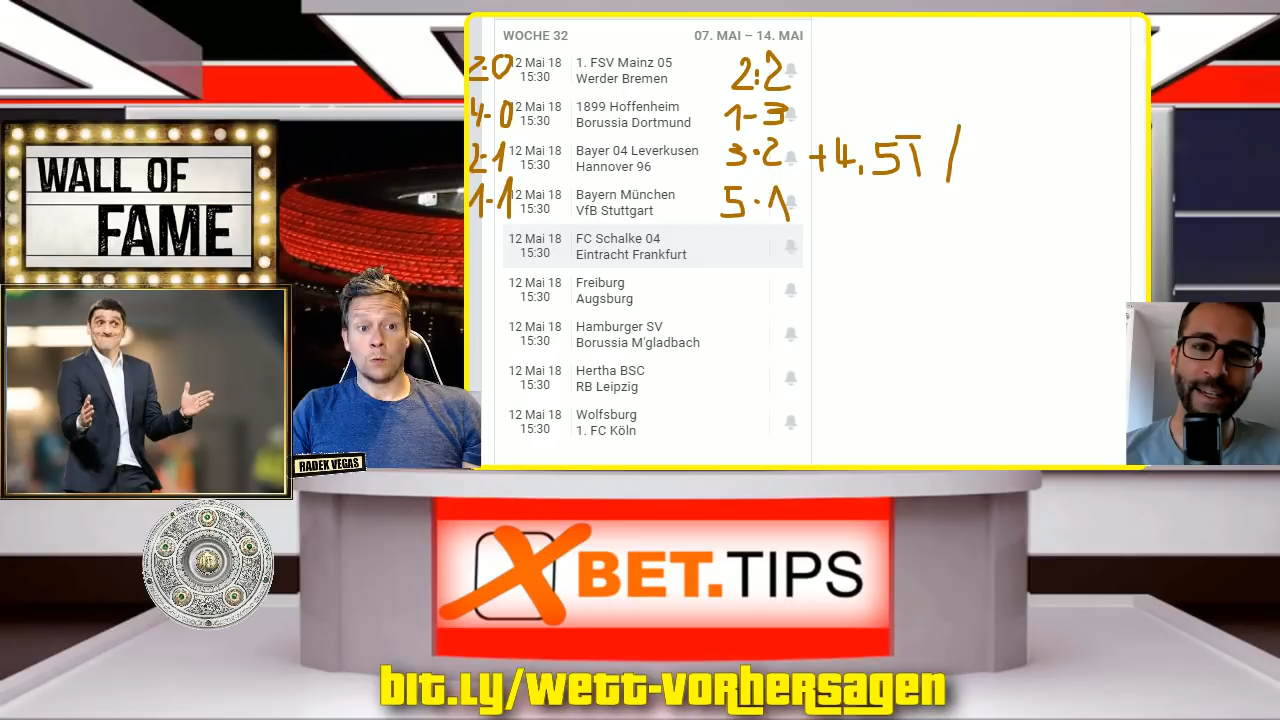 WOCHE 32 07. MAI – 14. MAI
2:0 12 Mai 18 1. FSV Mainz 05 2:2
15:30 Werder Bremen
4-0 12 Mai 18 1899 Hoffenheim 1-3
15:30 Borussia Dortmund
2-1 12 Mai 18 Bayer 04 Leverkusen 3-2
15:30 Hannover 96
1-1 12 Mai 18 Bayern München 5-1
15:30 VfB Stuttgart
12 Mai 18 FC Schalke 04
15:30 Eintracht Frankfurt
12 Mai 18 Freiburg
15:30 Augsburg
12 Mai 18 Hamburger SV
15:30 Borussia M'gladbach
12 Mai 18 Hertha BSC
15:30 RB Leipzig
12 Mai 18 Wolfsburg
15:30 1. FC Köln
WALL OF
FAME
RADEK VEGAS
XBET.TIPS
bit.ly/wett-vorhersagen